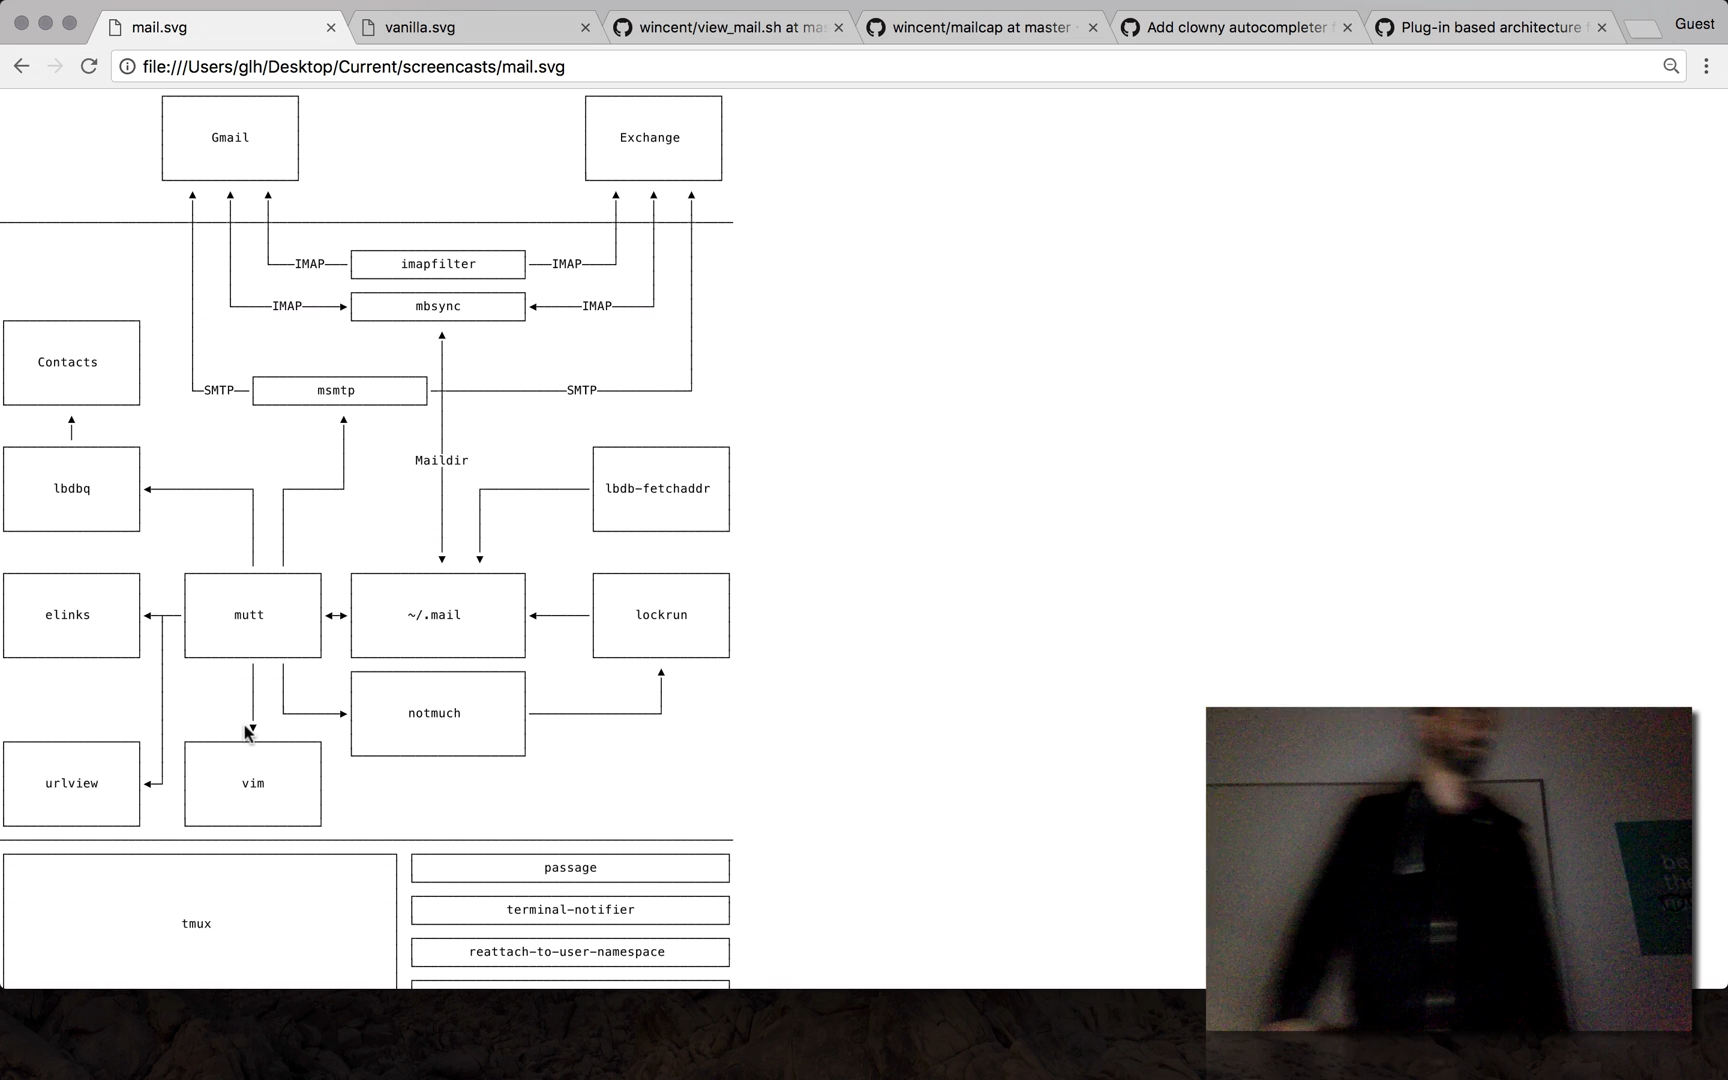 mail.svg
vanilla.svg
wincent/view_mail.sh at ma
wincent/mailcap at master
Add clowny autocompleter f
Plug-in based architecture f
Guest
file:///Users/glh/Desktop/Current/screencasts/mail.svg
Gmail
Exchange
IMAP
imapfilter
IMAP
IMAP
mbsync
IMAP
Contacts
SMTP
msmtp
SMTP
Maildir
lbdbq
lbdb-fetchaddr
elinks
mutt
~/.mail
lockrun
notmuch
urlview
vim
passage
tmux
terminal-notifier
reattach-to-user-namespace
be
the